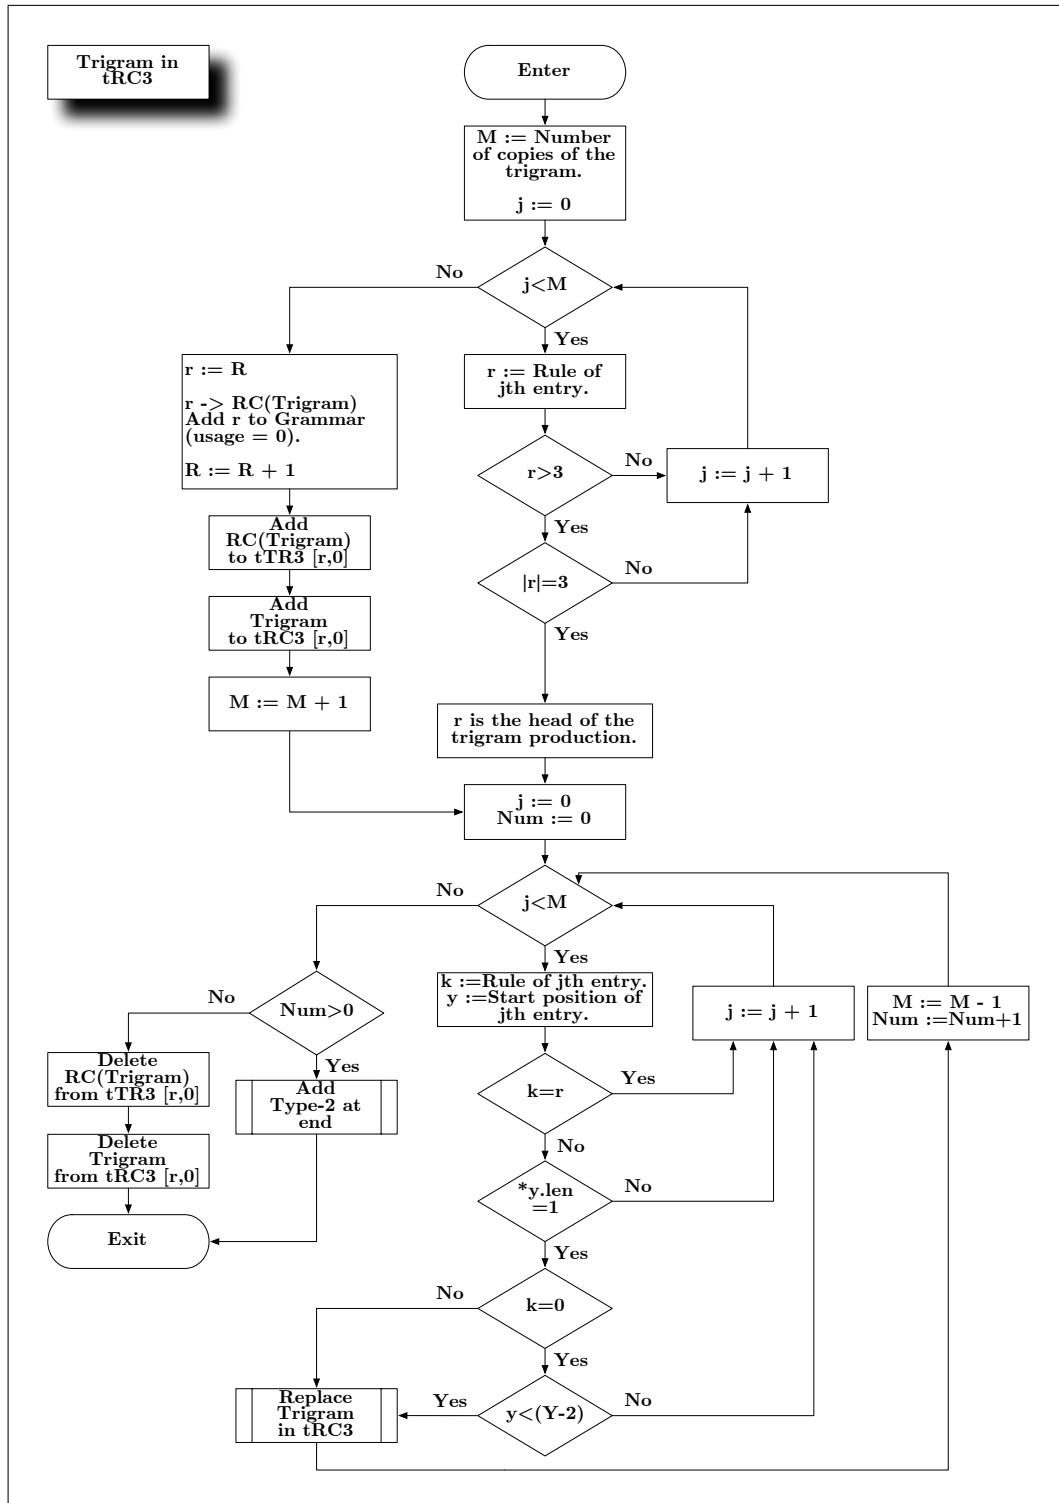 Trigram in
tRC3
Enter
M := Number
of copies of the
trigram.
j := 0
No
j<M
Yes
r := R
r -> RC(Trigram)
Add r to Grammar
(usage = 0).
R := R + 1
r := Rule of
jth entry.
r>3
No
j := j + 1
Yes
Add
RC(Trigram)
to tTR3 [r,0]
|r|=3
No
Yes
Add
Trigram
to tRC3 [r,0]
M := M + 1
r is the head of the
trigram production.
j := 0
Num := 0
No
j<M
Yes
k :=Rule of jth entry.
y :=Start position of
jth entry.
j := j + 1
M := M - 1
Num :=Num+1
No
Num>0
Yes
Delete
RC(Trigram)
from tTR3 [r,0]
Add
Type-2 at
end
k=r
Yes
No
Delete
Trigram
from tRC3 [r,0]
*y.len
=1
No
Yes
Exit
No
k=0
Yes
Replace
Trigram
in tRC3
Yes
y<(Y-2)
No